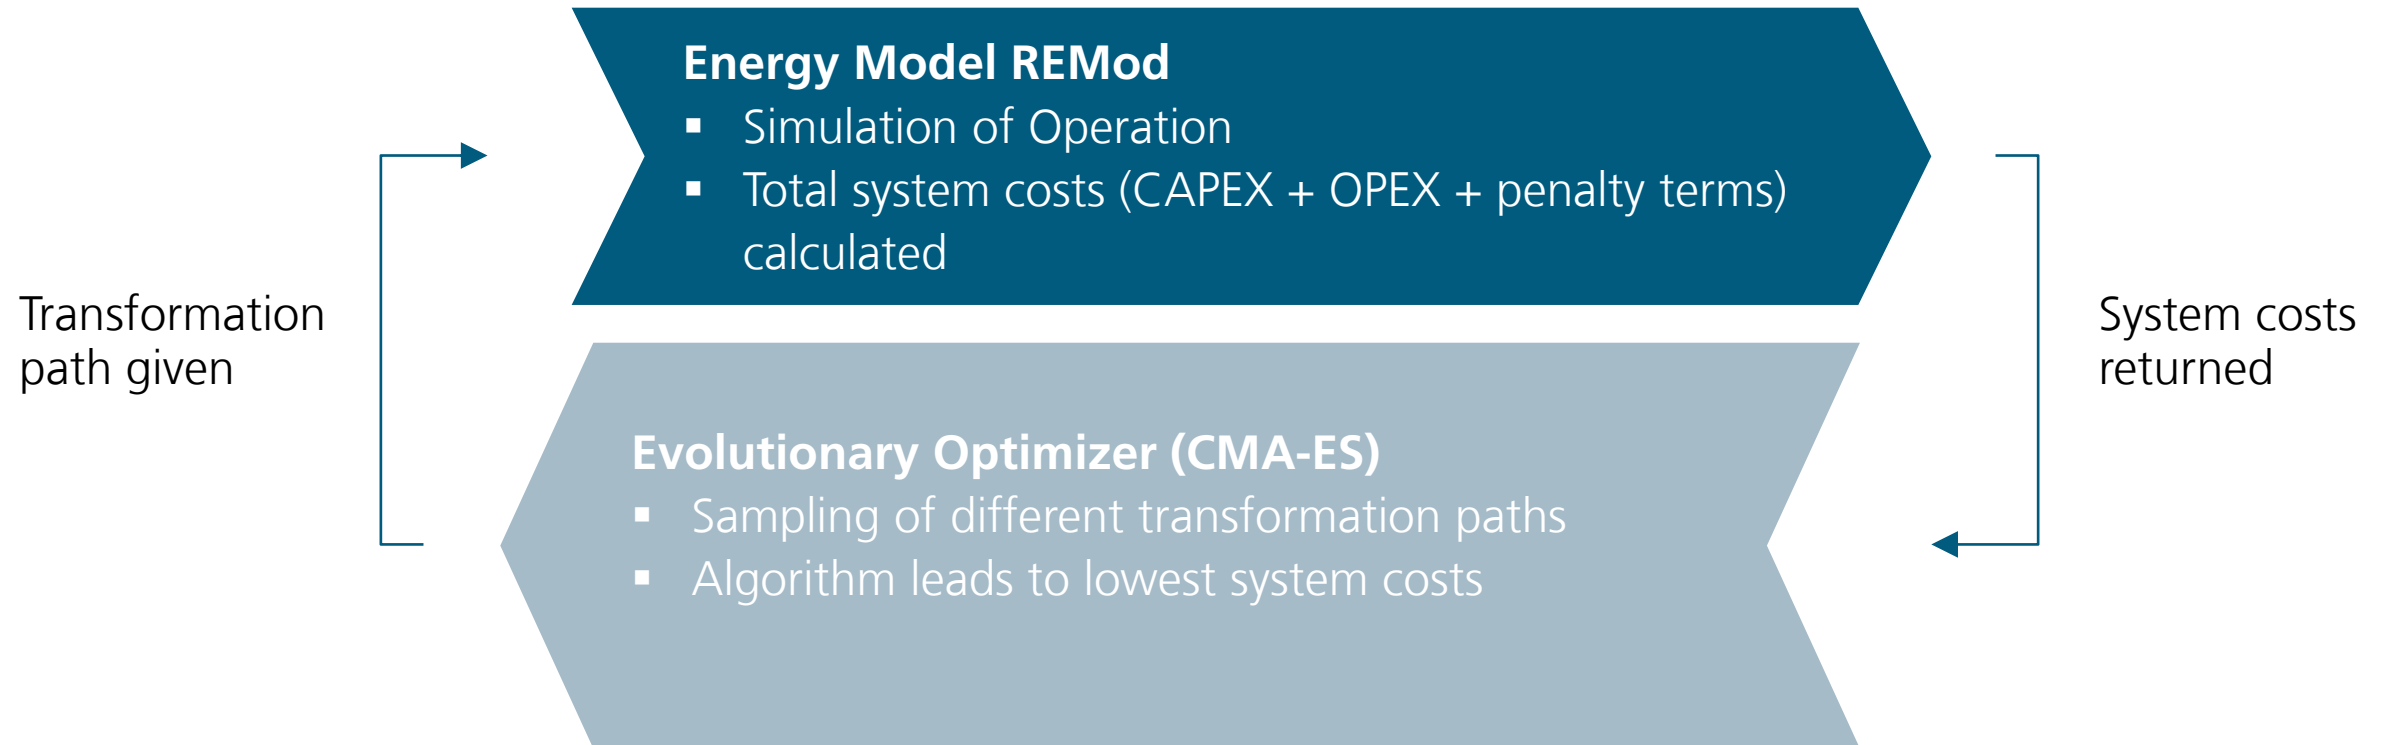 Energy Model REMod
▪ Simulation of Operation
▪ Total system costs (CAPEX + OPEX + penalty terms)
calculated
Transformation
path given
System costs
returned
Evolutionary Optimizer (CMA-ES)
▪ Sampling of different transformation paths
▪ Algorithm leads to lowest system costs